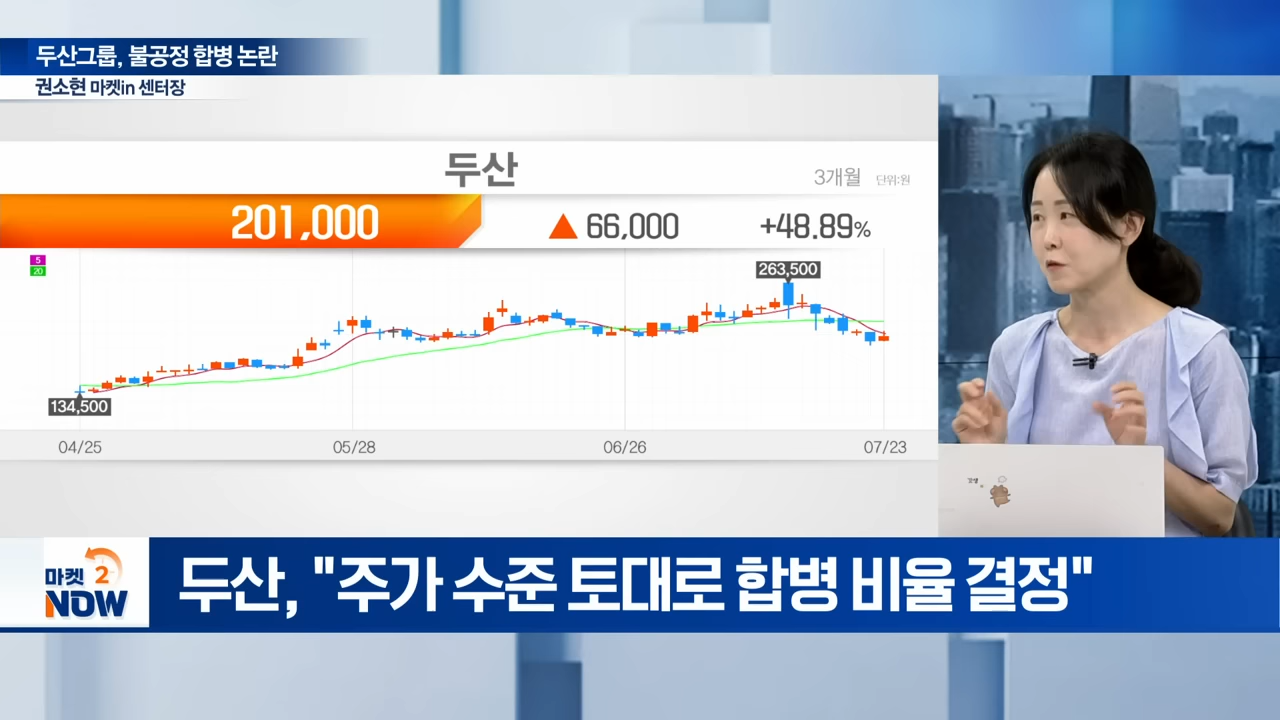 두산그룹, 불공정 합병 논란
권소현 마켓in 센터장
두산
3개월 단위:원
201,000 ▲ 66,000 +48.89%
5
20
263,500
134,500
04/25 05/28 06/26 07/23
마켓 2
NOW
두산, "주가 수준 토대로 합병 비율 결정"